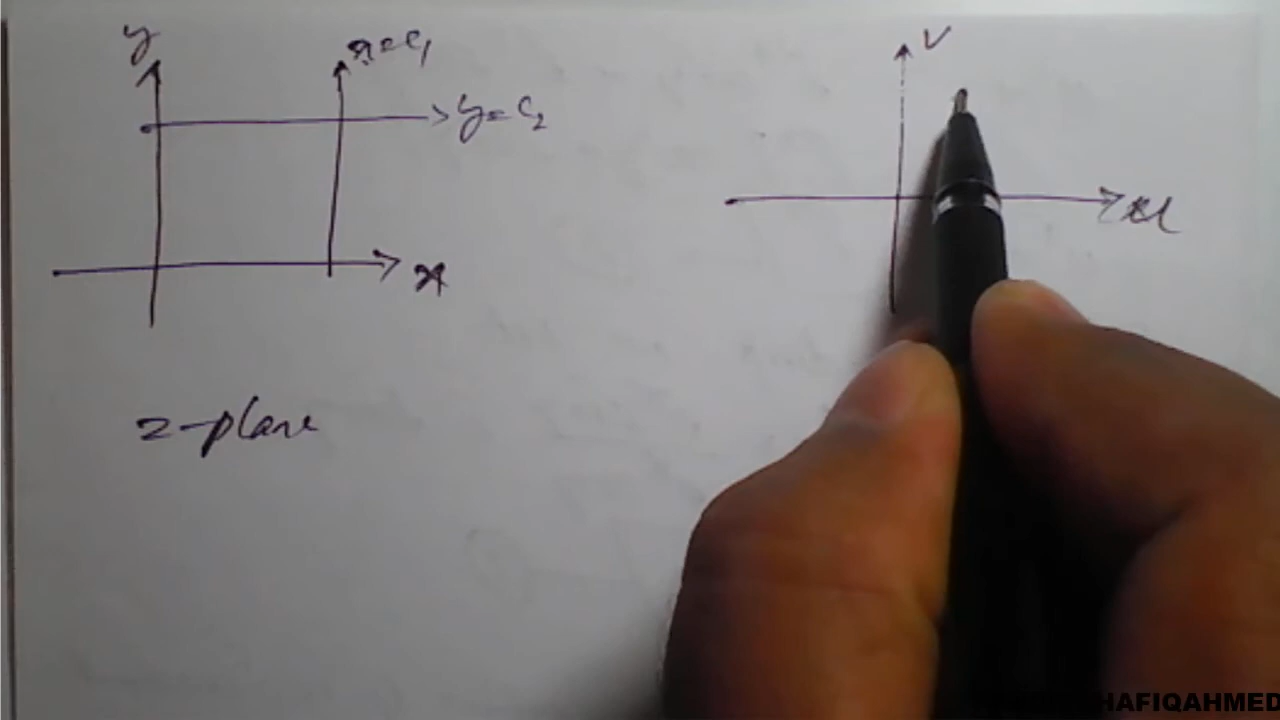 y
x=c₁
y=c₂
x
z-plane
v
u
HAFIQAHMED